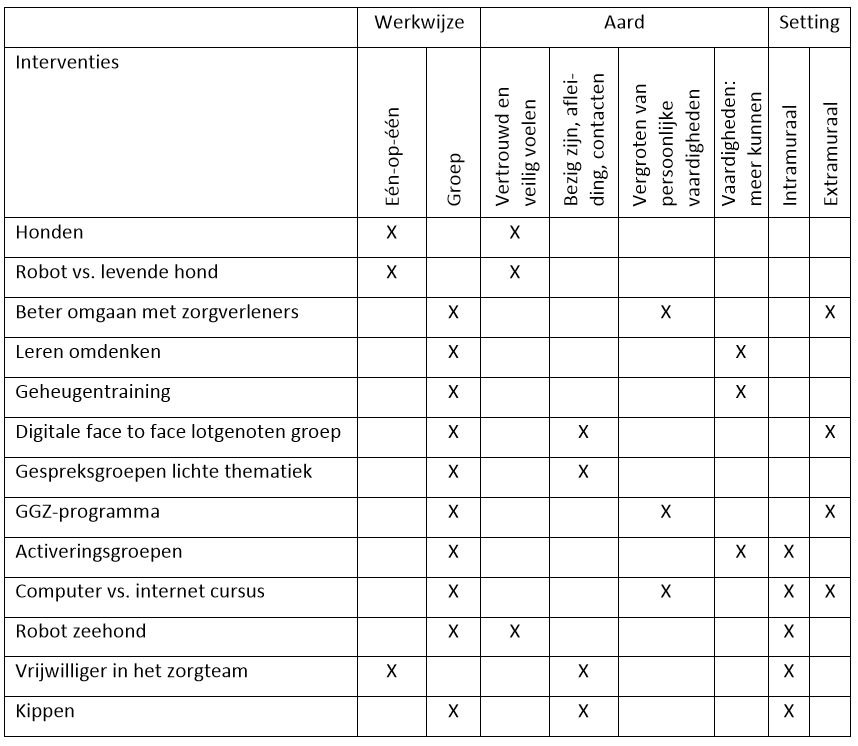 Werkwijze Aard Setting
Interventies
Eén-op-één
Groep
Vertrouwd en
veilig voelen
Bezig zijn, aflei-
ding, contacten
Vergroten van
persoonlijke
vaardigheden
Vaardigheden:
meer kunnen
Intramuraal
Extramuraal
Honden X X
Robot vs. levende hond X X
Beter omgaan met zorgverleners X X X
Leren omdenken X X
Geheugentraining X X
Digitale face to face lotgenoten groep X X X
Gespreksgroepen lichte thematiek X X
GGZ-programma X X X
Activeringsgroepen X X X
Computer vs. internet cursus X X X X
Robot zeehond X X X
Vrijwilliger in het zorgteam X X X
Kippen X X X